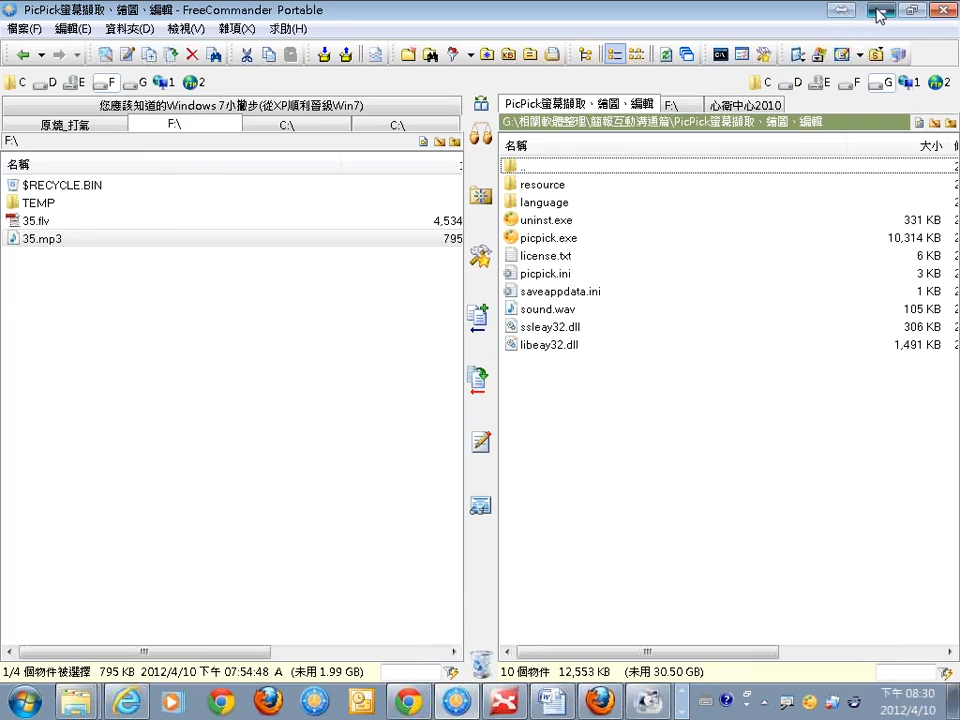 PicPick螢幕擷取、繪圖、編輯 - FreeCommander Portable
檔案(F) 編輯(E) 資料夾(D) 檢視(V) 雜項(X) 求助(H)
C D E F G 1 2
C D E F G 1 2
您應該知道的Windows 7小撇步(從XP順利晉級Win7)
原燒_打氣 F:\ C:\ C:\
F:\
名稱
$RECYCLE.BIN
TEMP
35.flv 4,534
35.mp3 795
PicPick螢幕擷取、繪圖、編輯 F:\ 心衛中心2010
G:\相關軟體整理\簡報互動溝通篇\PicPick螢幕擷取、繪圖、編輯
名稱 大小
..
resource
language
uninst.exe 331 KB
picpick.exe 10,314 KB
license.txt 6 KB
picpick.ini 3 KB
saveappdata.ini 1 KB
sound.wav 105 KB
ssleay32.dll 306 KB
libeay32.dll 1,491 KB
1/4 個物件被選擇 795 KB 2012/4/10 下午 07:54:48 A (未用 1.99 GB)
10 個物件 12,553 KB (未用 30.50 GB)
下午 08:30
2012/4/10